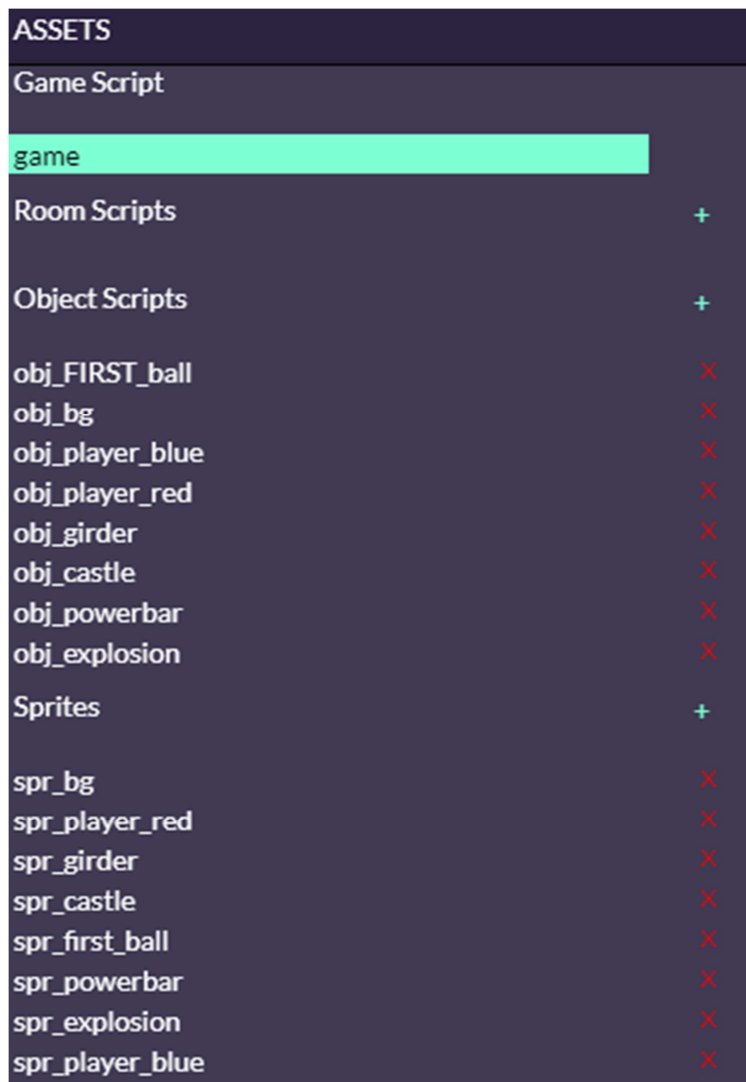 ASSETS
Game Script
game
Room Scripts +
Object Scripts +
obj_FIRST_ball X
obj_bg X
obj_player_blue X
obj_player_red X
obj_girder X
obj_castle X
obj_powerbar X
obj_explosion X
Sprites +
spr_bg X
spr_player_red X
spr_girder X
spr_castle X
spr_first_ball X
spr_powerbar X
spr_explosion X
spr_player_blue X